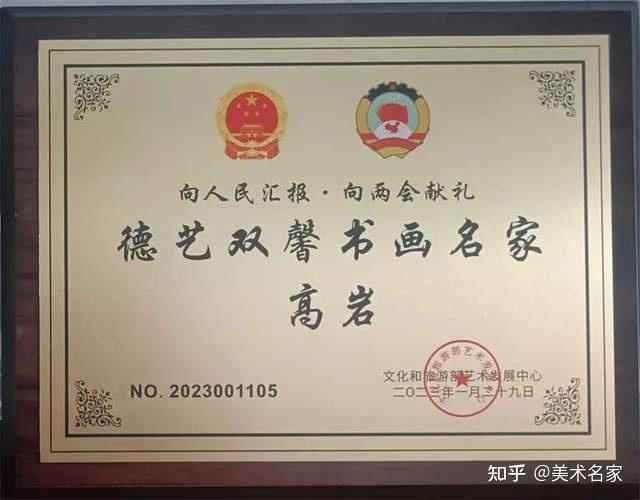 向人民汇报·向两会献礼
德艺双馨书画名家
高岩
文化和旅游部艺术发展中心
NO. 2023001105
二〇二三年一月二十九日
知乎 @美术名家